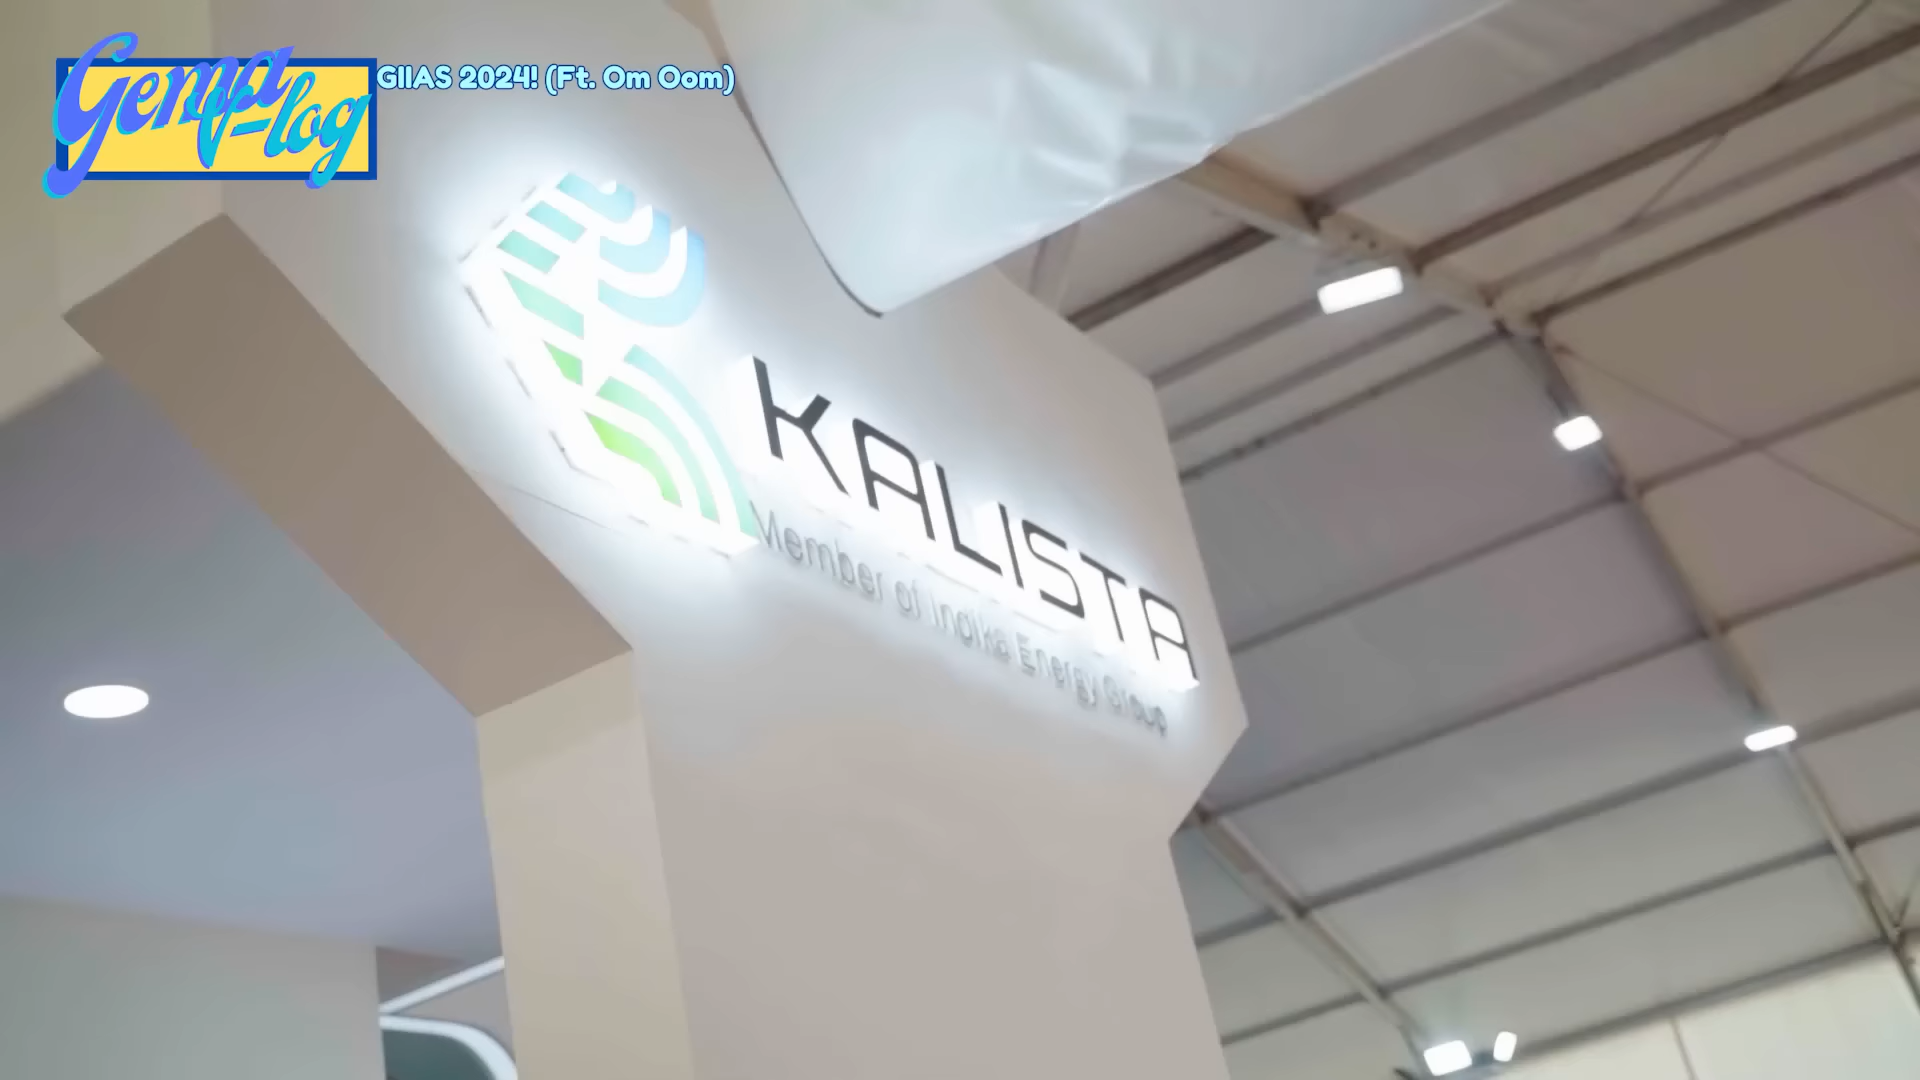 Gema
V-log
GIIAS 2024! (Ft. Om Oom)
KALISTA
Member of Indika Energy Group